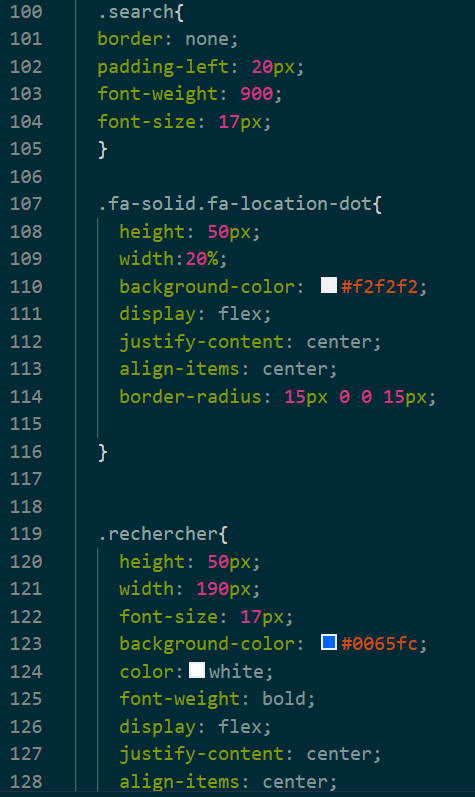 100 .search{
101 border: none;
102 padding-left: 20px;
103 font-weight: 900;
104 font-size: 17px;
105 }
106
107 .fa-solid.fa-location-dot{
108 height: 50px;
109 width:20%;
110 background-color: #f2f2f2;
111 display: flex;
112 justify-content: center;
113 align-items: center;
114 border-radius: 15px 0 0 15px;
115
116 }
117
118
119 .rechercher{
120 height: 50px;
121 width: 190px;
122 font-size: 17px;
123 background-color: #0065fc;
124 color: white;
125 font-weight: bold;
126 display: flex;
127 justify-content: center;
128 align-items: center;